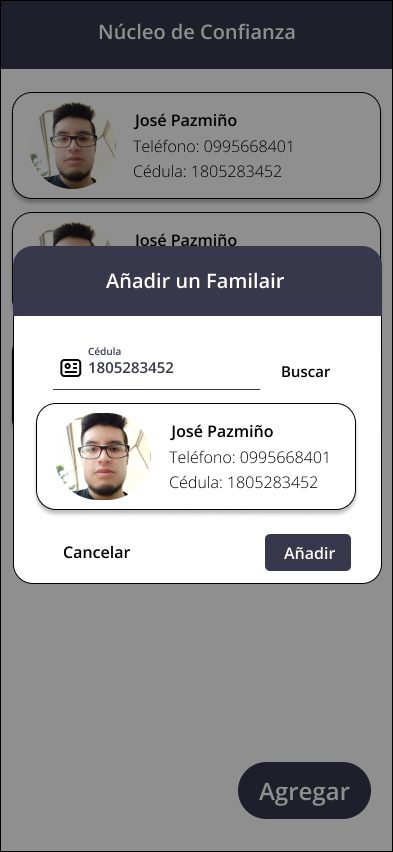 Núcleo de Confianza
José Pazmiño
Teléfono: 0995668401
Cédula: 1805283452
José Pazmiño
Añadir un Familair
Cédula
1805283452
Buscar
José Pazmiño
Teléfono: 0995668401
Cédula: 1805283452
Cancelar
Añadir
Agregar